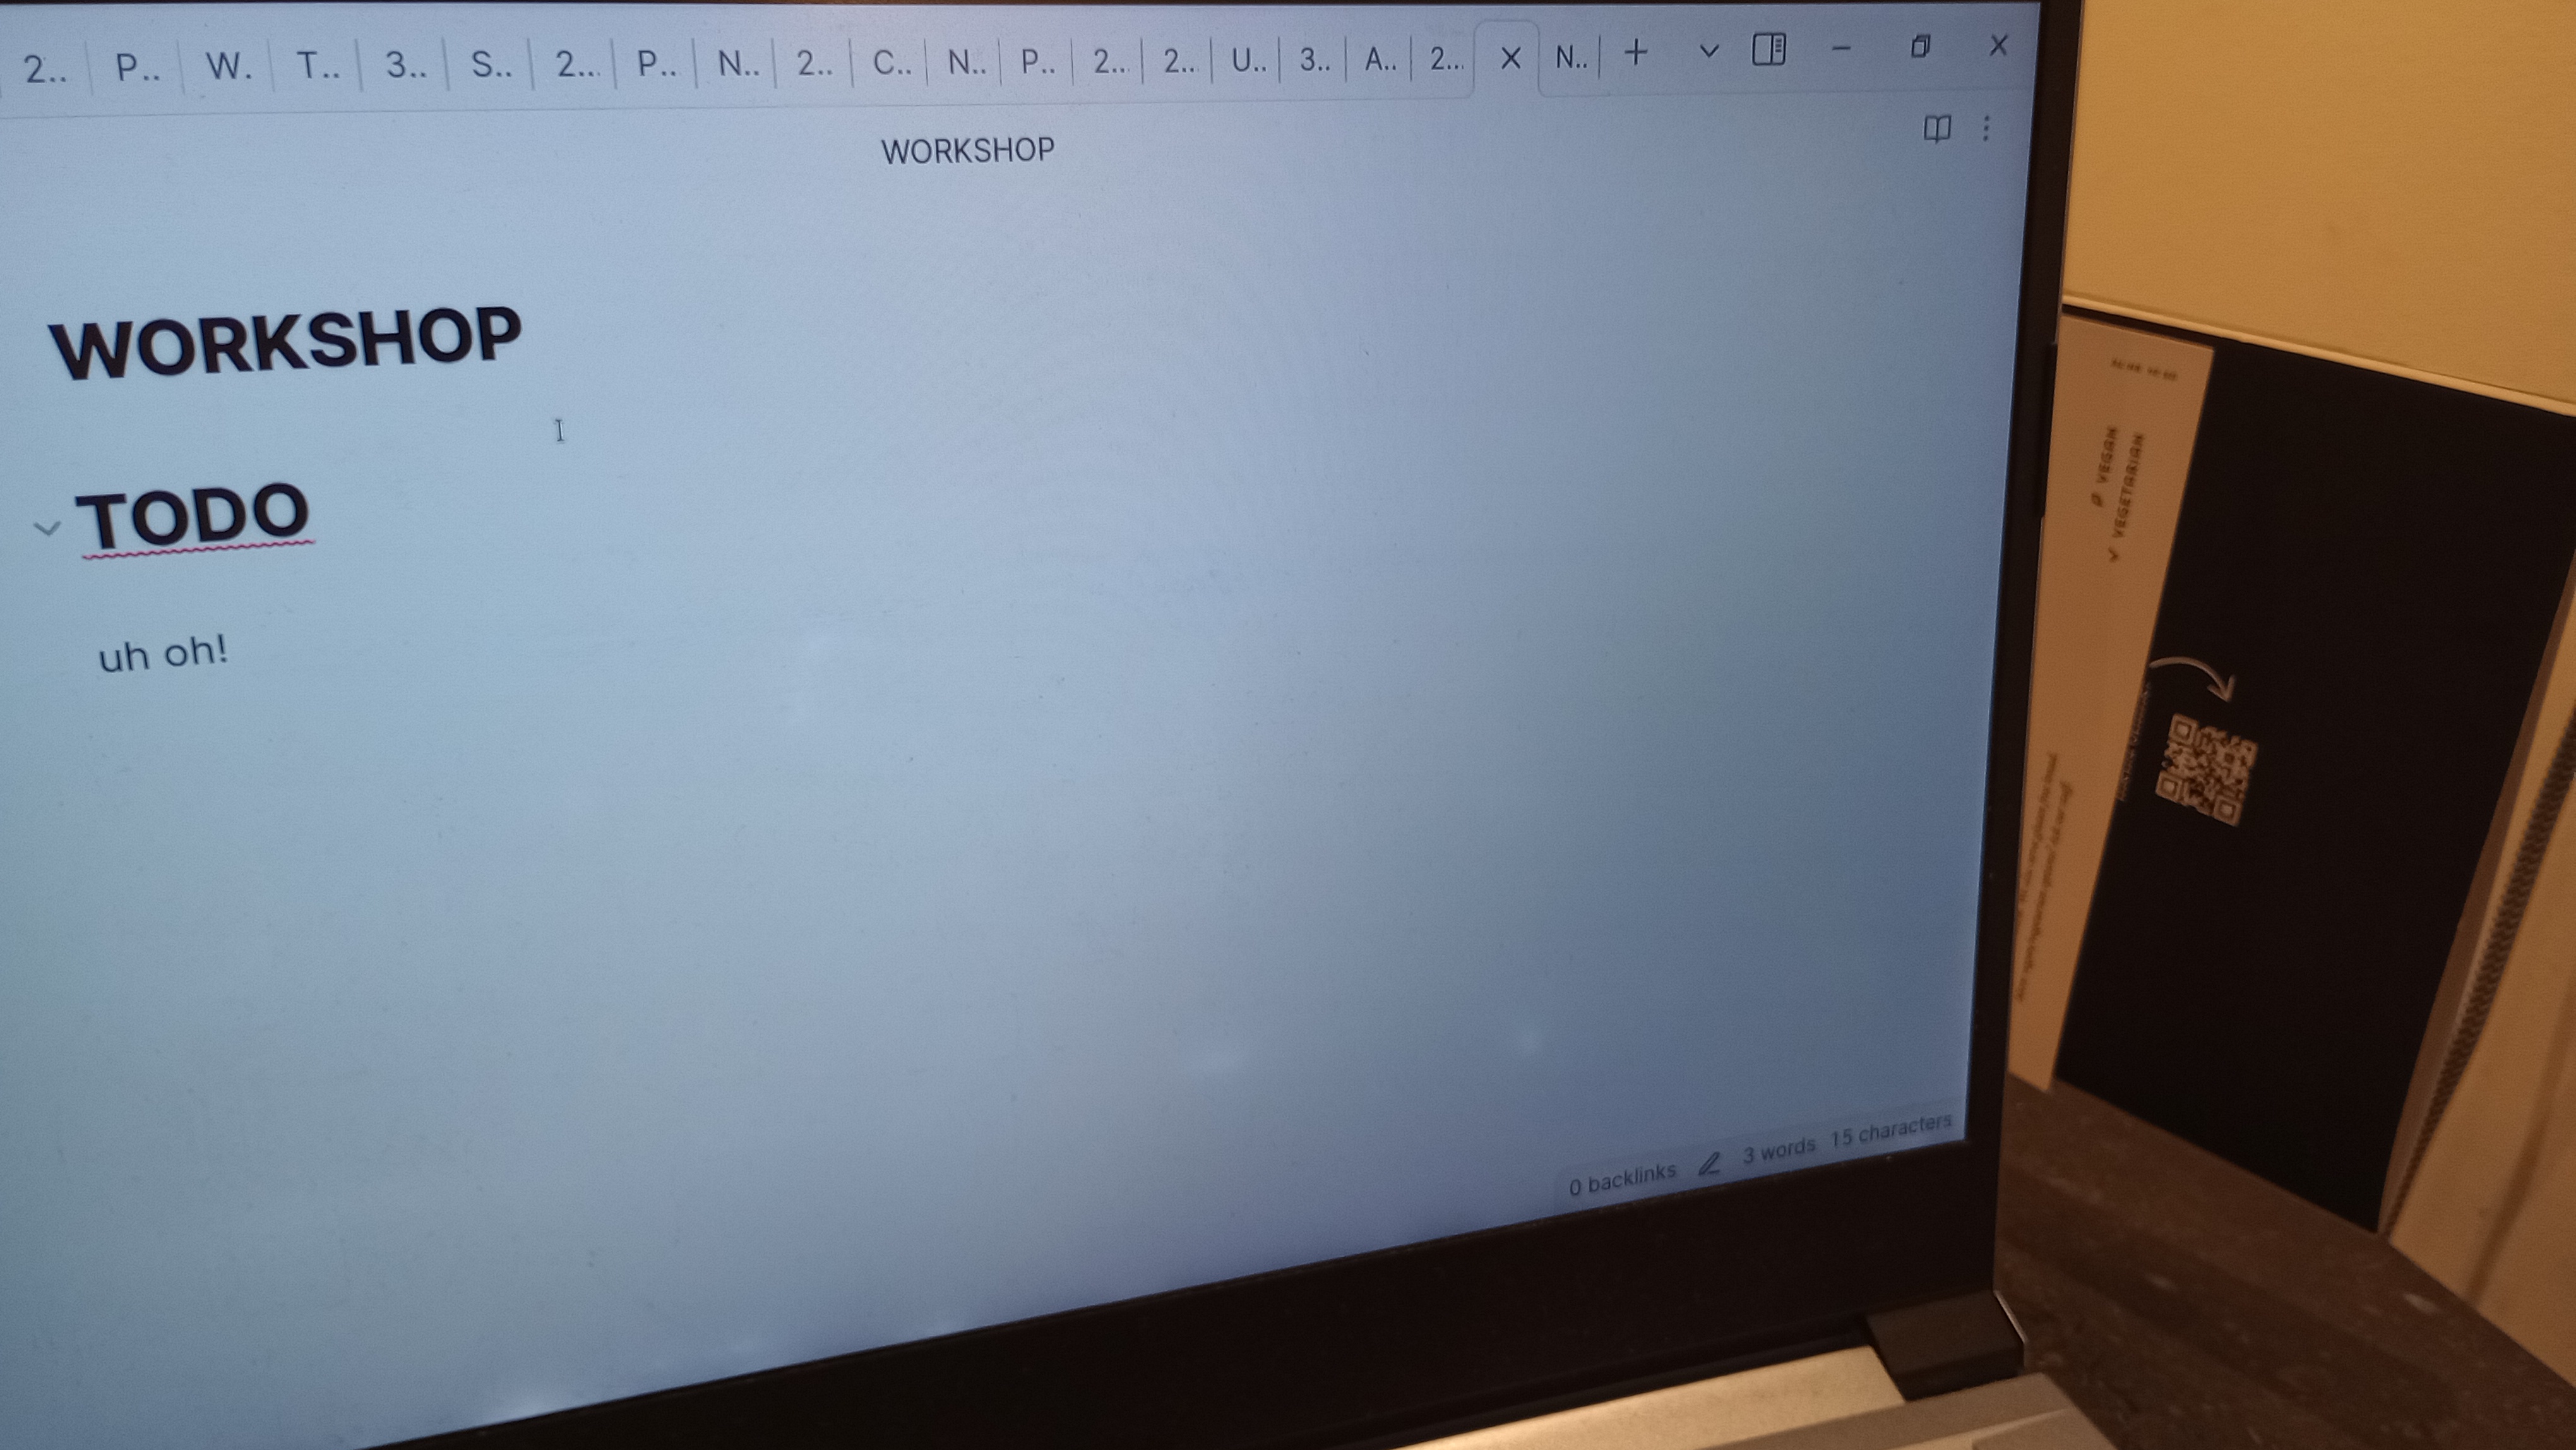 2.. P.. W. T.. 3.. S.. 2... P.. N.. 2.. C.. N.. P.. 2... 2... U.. 3.. A.. 2... N..
WORKSHOP
WORKSHOP
TODO
uh oh!
0 backlinks 3 words 15 characters
VEGAN
VEGETARIAN